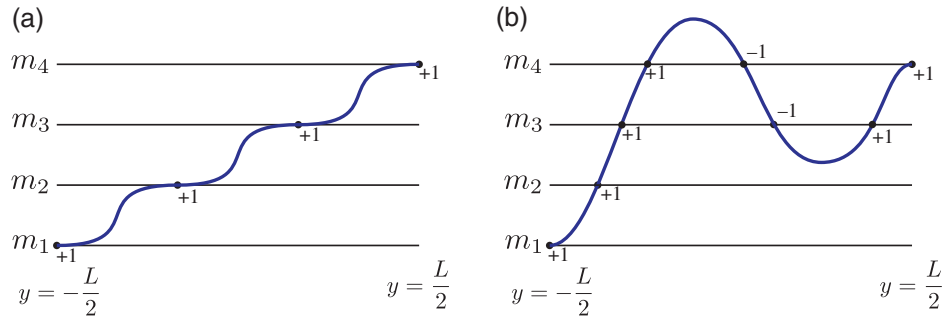 (a)
m₄
+1
m₃
+1
m₂
+1
m₁
+1
y = −L/2
y = L/2
(b)
−1
m₄
+1
+1
−1
m₃
+1
+1
m₂
+1
m₁
+1
y = −L/2
y = L/2